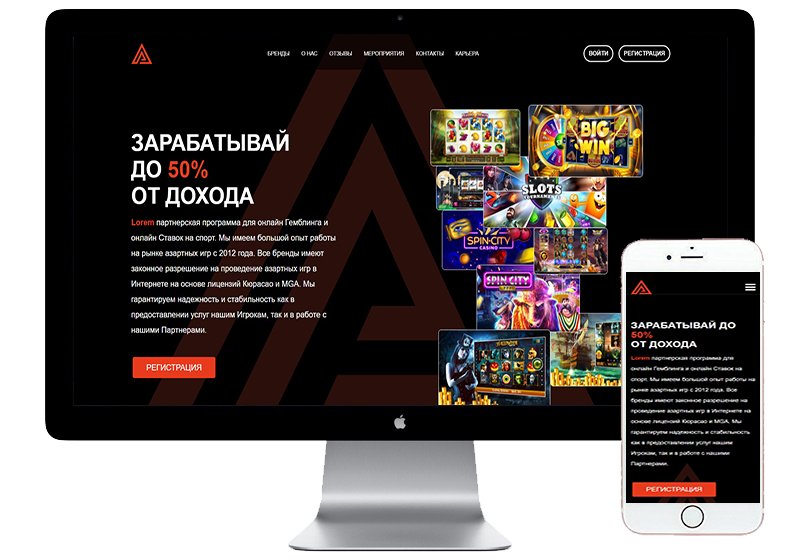 БРЕНДЫ О НАС ОТЗЫВЫ МЕРОПРИЯТИЯ КОНТАКТЫ КАРЬЕРА ВОЙТИ РЕГИСТРАЦИЯ
ЗАРАБАТЫВАЙ
ДО 50%
ОТ ДОХОДА
Lorem партнерская программа для онлайн Гемблинга и
онлайн Ставок на спорт. Мы имеем большой опыт работы
на рынке азартных игр с 2012 года. Все бренды имеют
законное разрешение на проведение азартных игр в
Интернете на основе лицензий Кюрасао и MGA. Мы
гарантируем надежность и стабильность как в
предоставлении услуг нашим Игрокам, так и в работе с
нашими Партнерами.
РЕГИСТРАЦИЯ
BIG
WIN
SLOTS
TOURNAMENTS
SPIN-CITY
CASINO
SPIN CITY
ЗАРАБАТЫВАЙ ДО
50%
ОТ ДОХОДА
Lorem партнерская программа для
онлайн Гемблинга и онлайн Ставок на
спорт. Мы имеем большой опыт работы на
рынке азартных игр с 2012 года. Все
бренды имеют законное разрешение на
проведение азартных игр в Интернете на
основе лицензий Кюрасао и MGA. Мы
гарантируем надежность и стабильность
как в предоставлении услуг нашим
Игрокам, так и в работе с нашими
Партнерами.
РЕГИСТРАЦИЯ